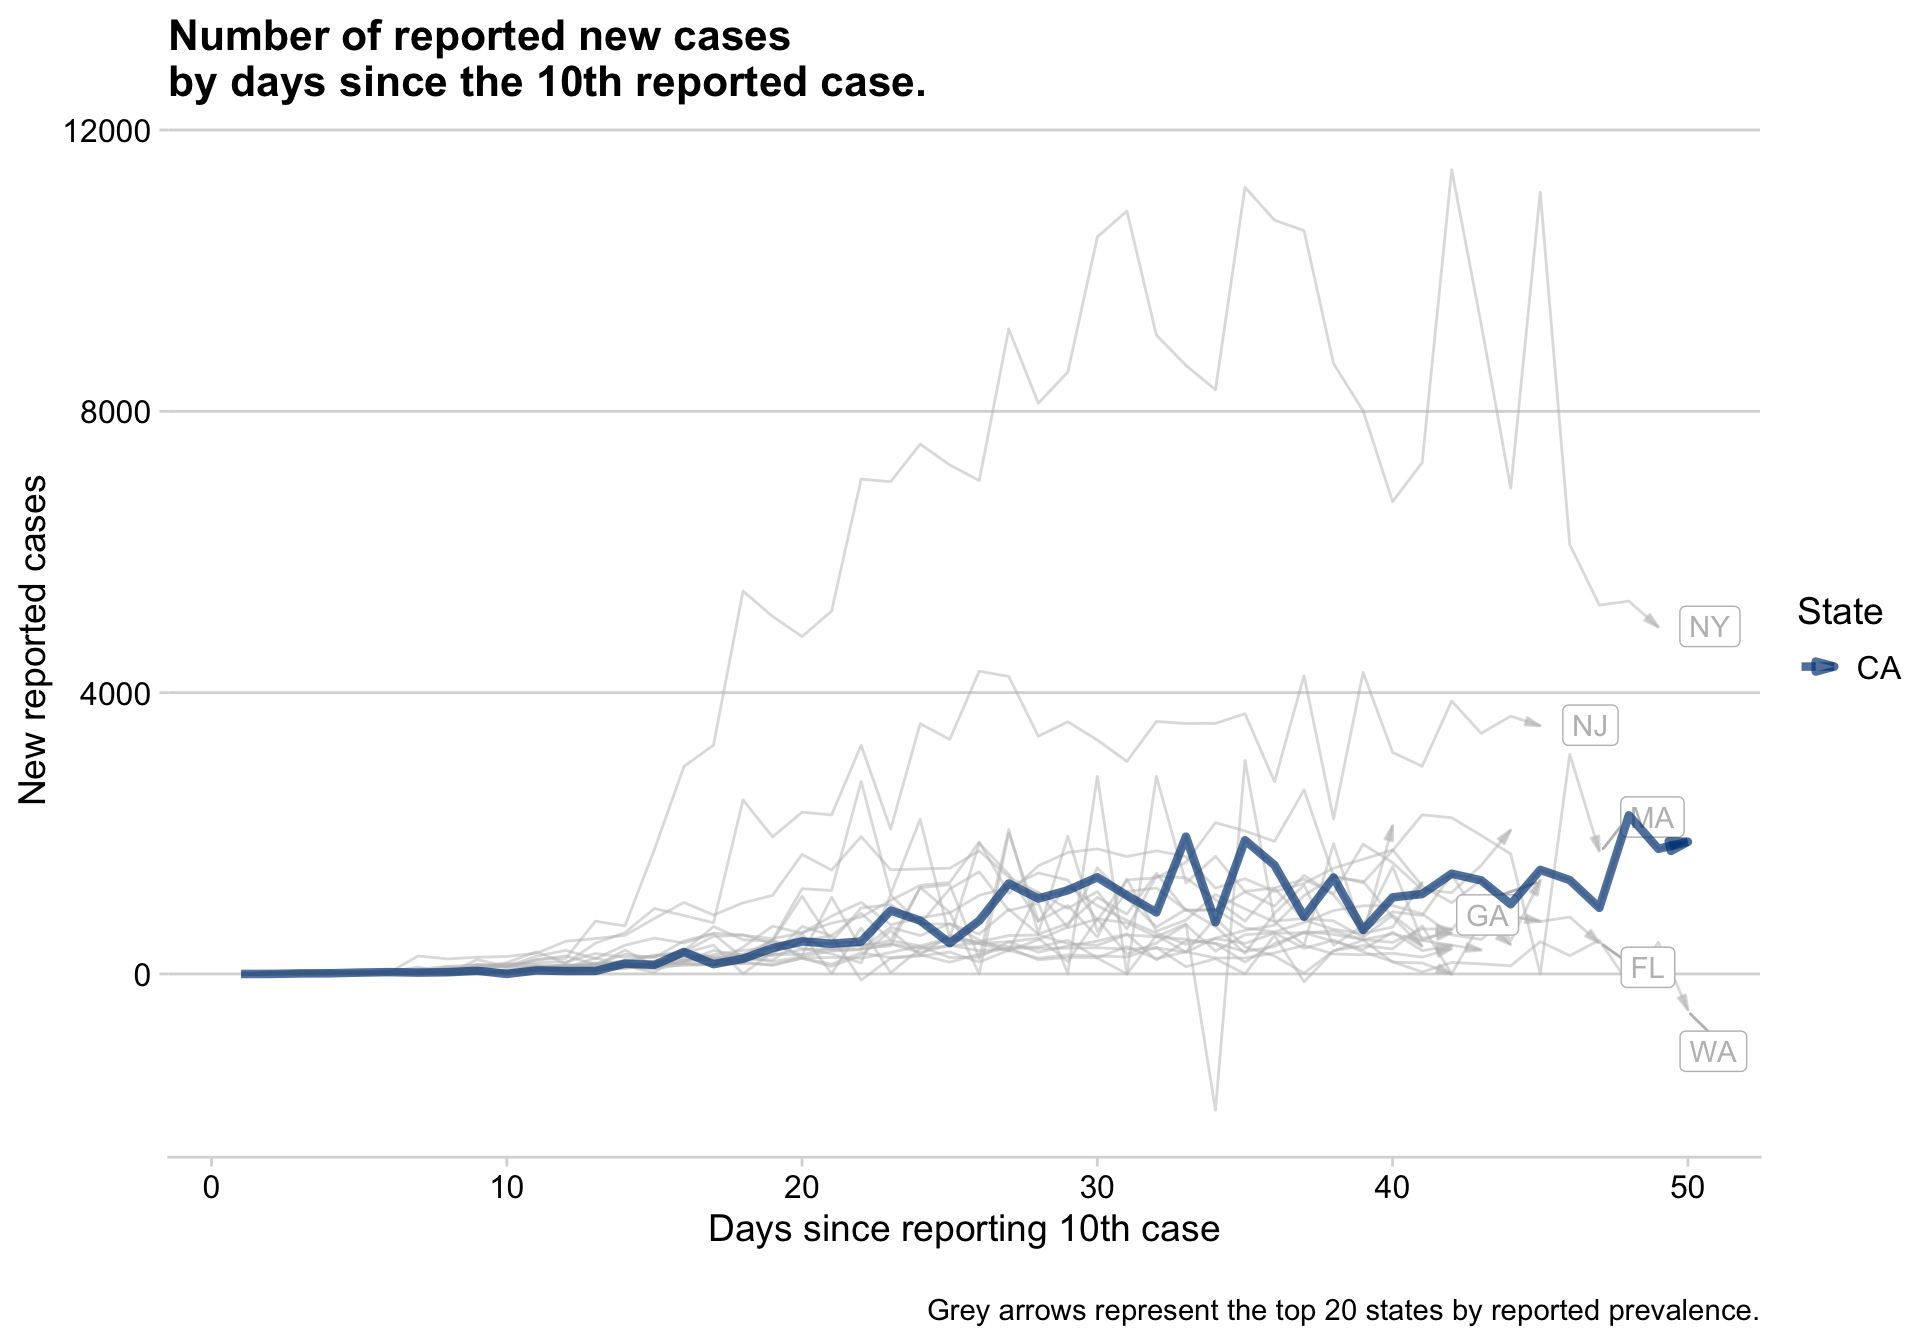 Number of reported new cases
by days since the 10th reported case.
12000
8000
4000
0
New reported cases
NY
NJ
MA
GA
FL
WA
State
CA
0 10 20 30 40 50
Days since reporting 10th case
Grey arrows represent the top 20 states by reported prevalence.